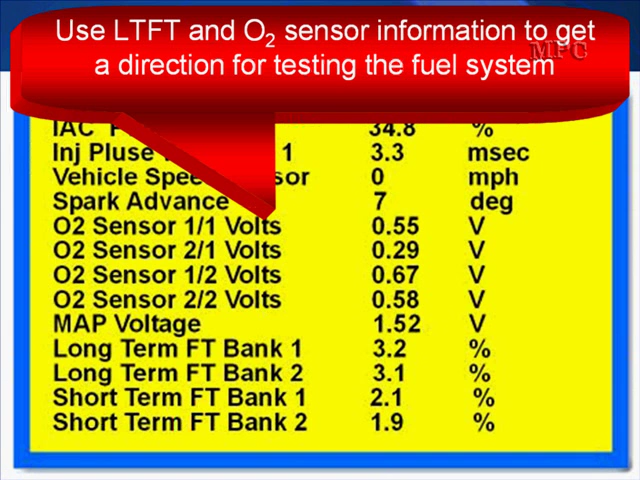 Use LTFT and O2 sensor information to get
a direction for testing the fuel system
MPC
IAC 34.8 %
Inj Pluse 1 3.3 msec
Vehicle Spee sor 0 mph
Spark Advance 7 deg
O2 Sensor 1/1 Volts 0.55 V
O2 Sensor 2/1 Volts 0.29 V
O2 Sensor 1/2 Volts 0.67 V
O2 Sensor 2/2 Volts 0.58 V
MAP Voltage 1.52 V
Long Term FT Bank 1 3.2 %
Long Term FT Bank 2 3.1 %
Short Term FT Bank 1 2.1 %
Short Term FT Bank 2 1.9 %